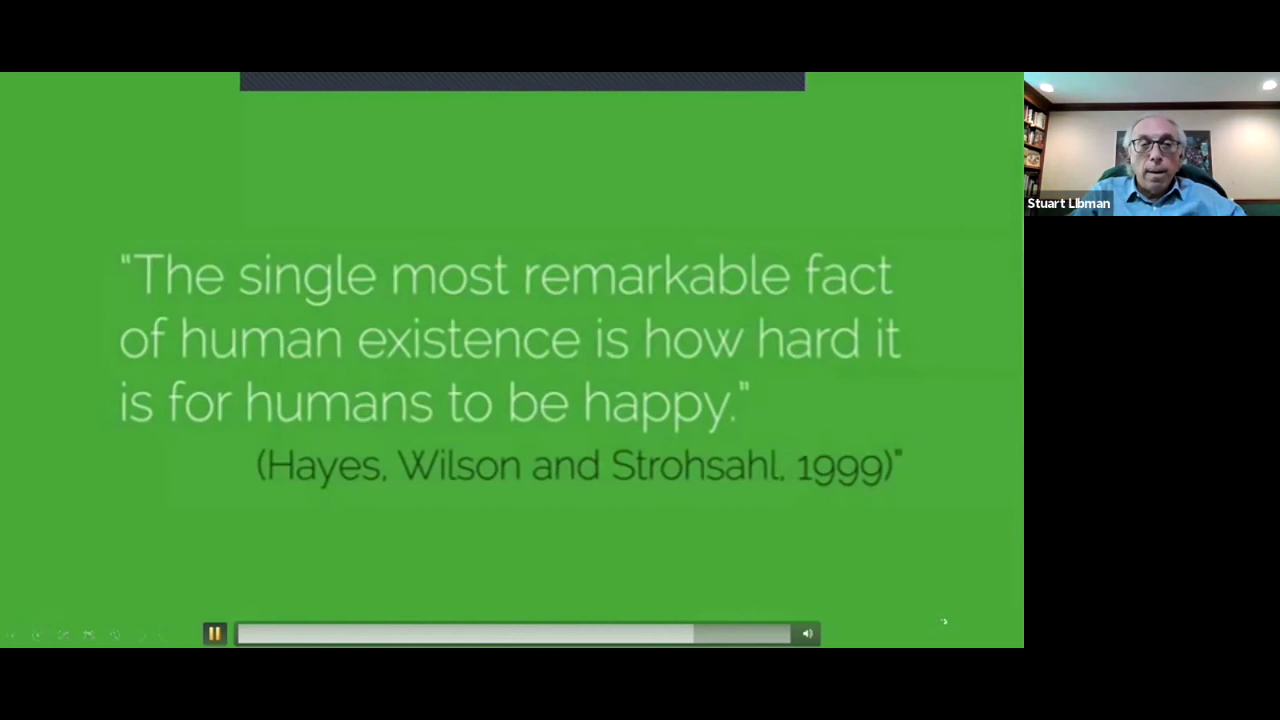 "The single most remarkable fact
of human existence is how hard it
is for humans to be happy."
(Hayes, Wilson and Strohsahl, 1999)"
Stuart Libman